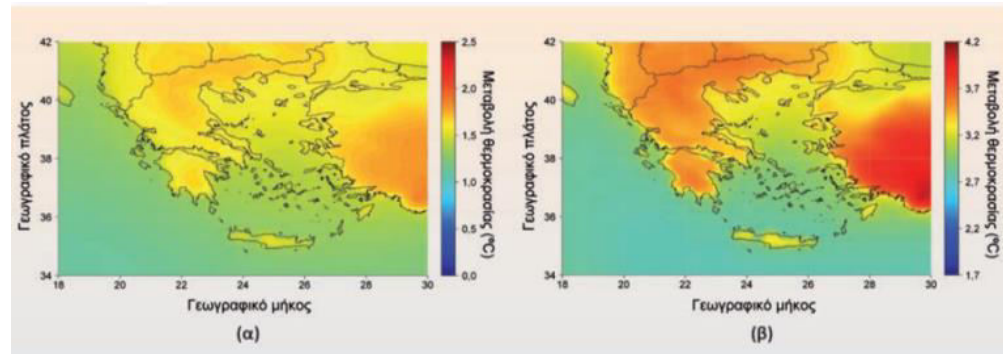 42
40
38
36
34
Γεωγραφικό πλάτος
18 20 22 24 26 28 30
Γεωγραφικό μήκος
2,5
2,0
1,5
1,0
0,5
0,0
Μεταβολή θερμοκρασίας (°C)
(α)
42
40
38
36
34
Γεωγραφικό πλάτος
18 20 22 24 26 28 30
Γεωγραφικό μήκος
4,2
3,7
3,2
2,7
2,2
1,7
Μεταβολή θερμοκρασίας (°C)
(β)